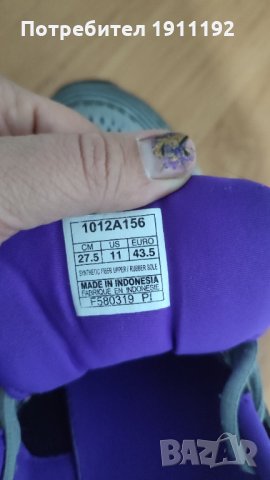 Потребител 1911192
1012A156
CM US EURO
27.5 11 43.5
SYNTHETIC FIBER UPPER / RUBBER SOLE
MADE IN INDONESIA
FABRIQUE EN INDONESIE
F580319 PI
BAZAR